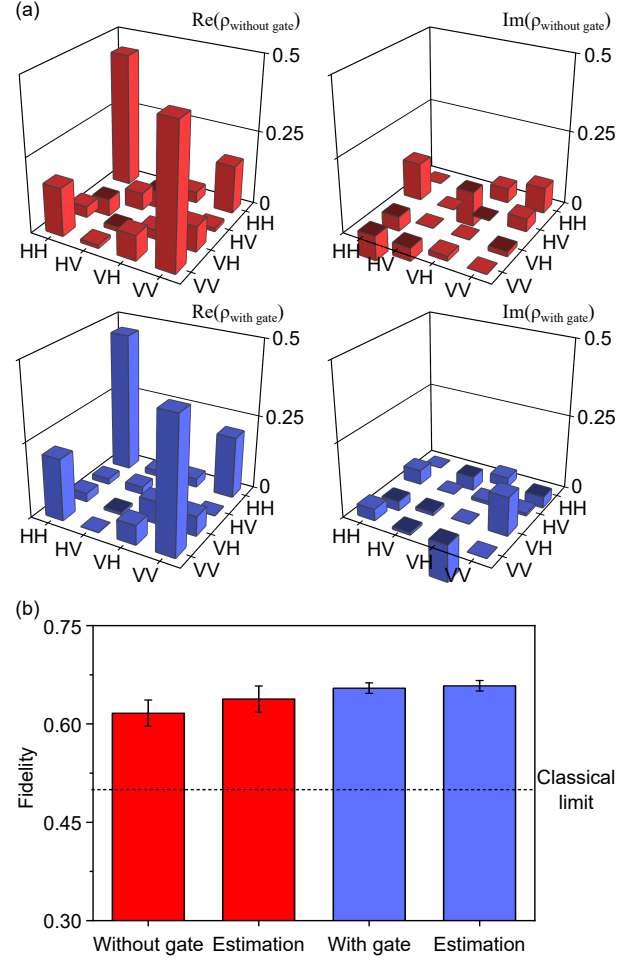 (a)
Re(ρwithout gate)
Im(ρwithout gate)
0.5
0.25
0
HH
HV
VH
VV
HH
HV
VH
VV
0.5
0.25
0
HH
HV
VH
VV
HH
HV
VH
VV
Re(ρwith gate)
Im(ρwith gate)
0.5
0.25
0
HH
HV
VH
VV
HH
HV
VH
VV
0.5
0.25
0
HH
HV
VH
VV
HH
HV
VH
VV
(b)
0.75
0.60
0.45
0.30
Fidelity
Classical
limit
Without gate
Estimation
With gate
Estimation